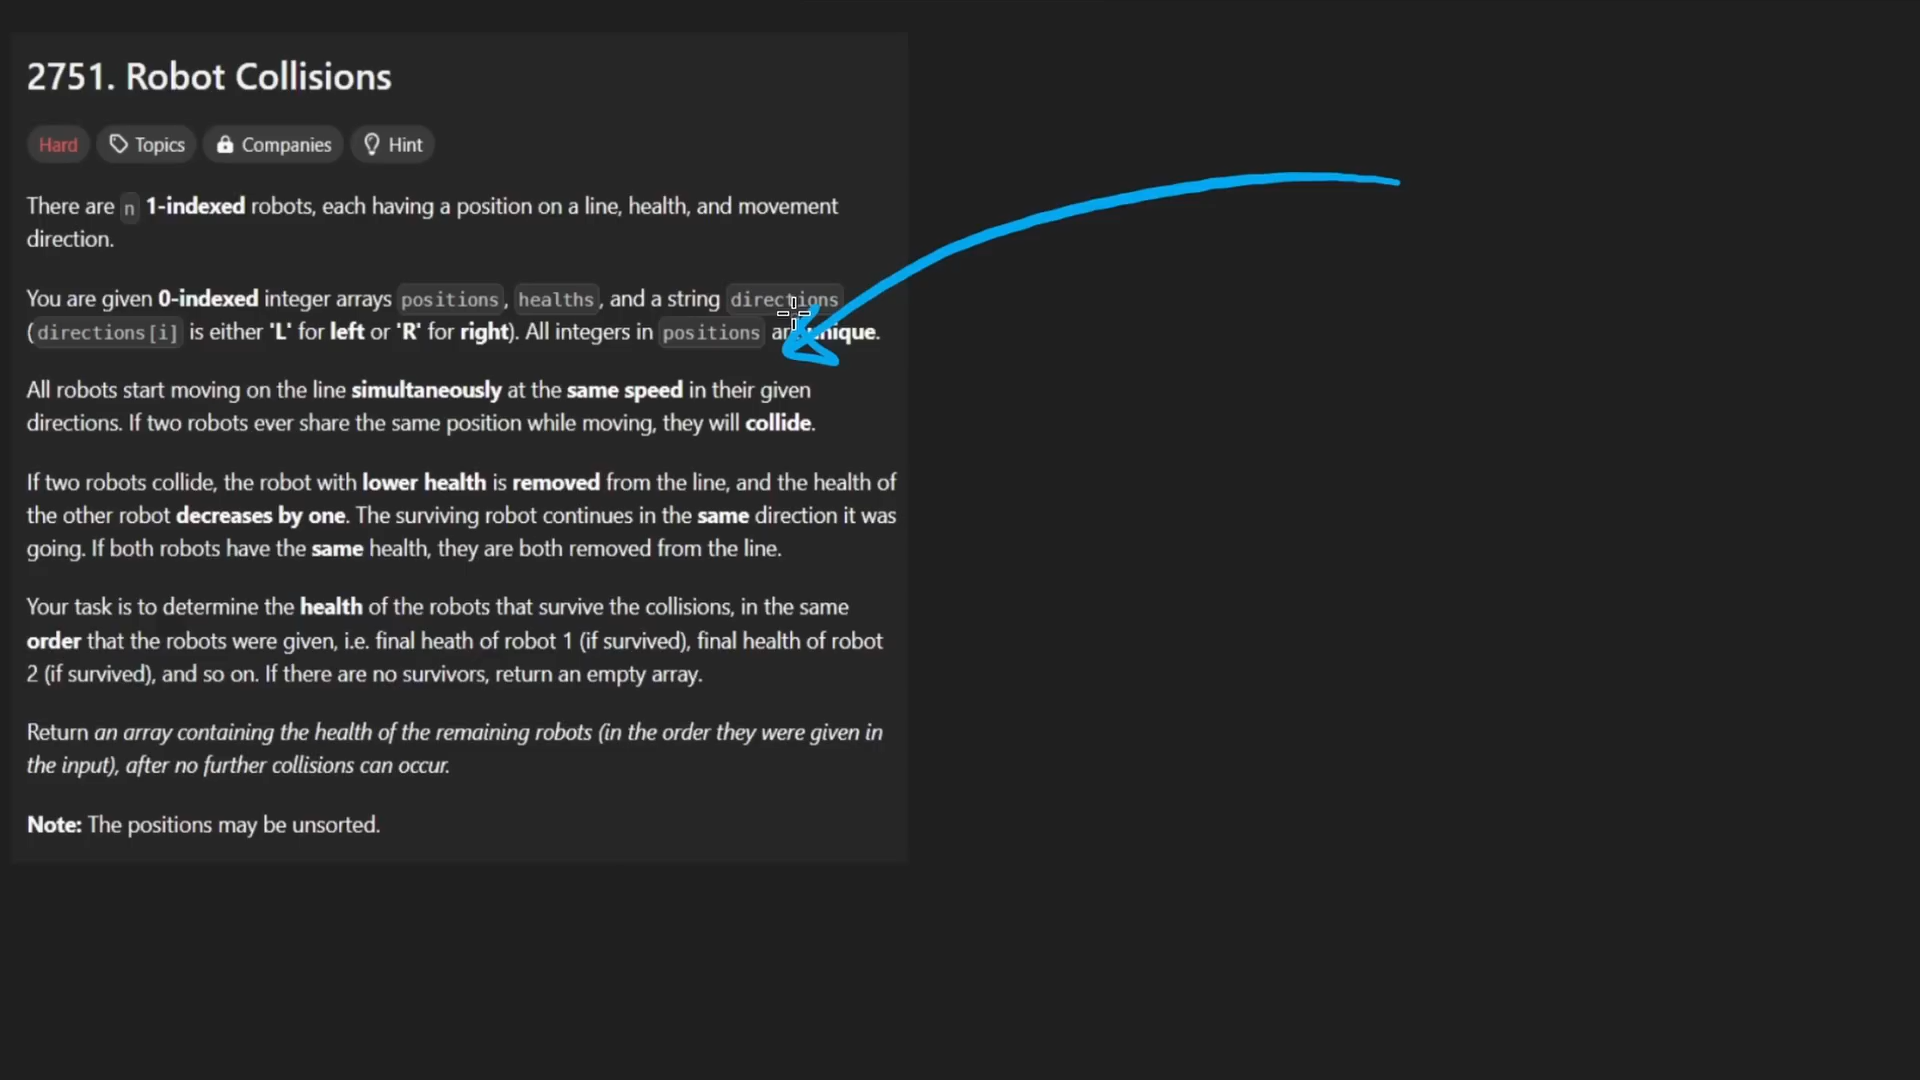 2751. Robot Collisions
Hard Topics Companies Hint
There are n 1-indexed robots, each having a position on a line, health, and movement
direction.
You are given 0-indexed integer arrays positions, healths, and a string directions
(directions[i] is either 'L' for left or 'R' for right). All integers in positions unique.
All robots start moving on the line simultaneously at the same speed in their given
directions. If two robots ever share the same position while moving, they will collide.
If two robots collide, the robot with lower health is removed from the line, and the health of
the other robot decreases by one. The surviving robot continues in the same direction it was
going. If both robots have the same health, they are both removed from the line.
Your task is to determine the health of the robots that survive the collisions, in the same
order that the robots were given, i.e. final heath of robot 1 (if survived), final health of robot
2 (if survived), and so on. If there are no survivors, return an empty array.
Return an array containing the health of the remaining robots (in the order they were given in
the input), after no further collisions can occur.
Note: The positions may be unsorted.